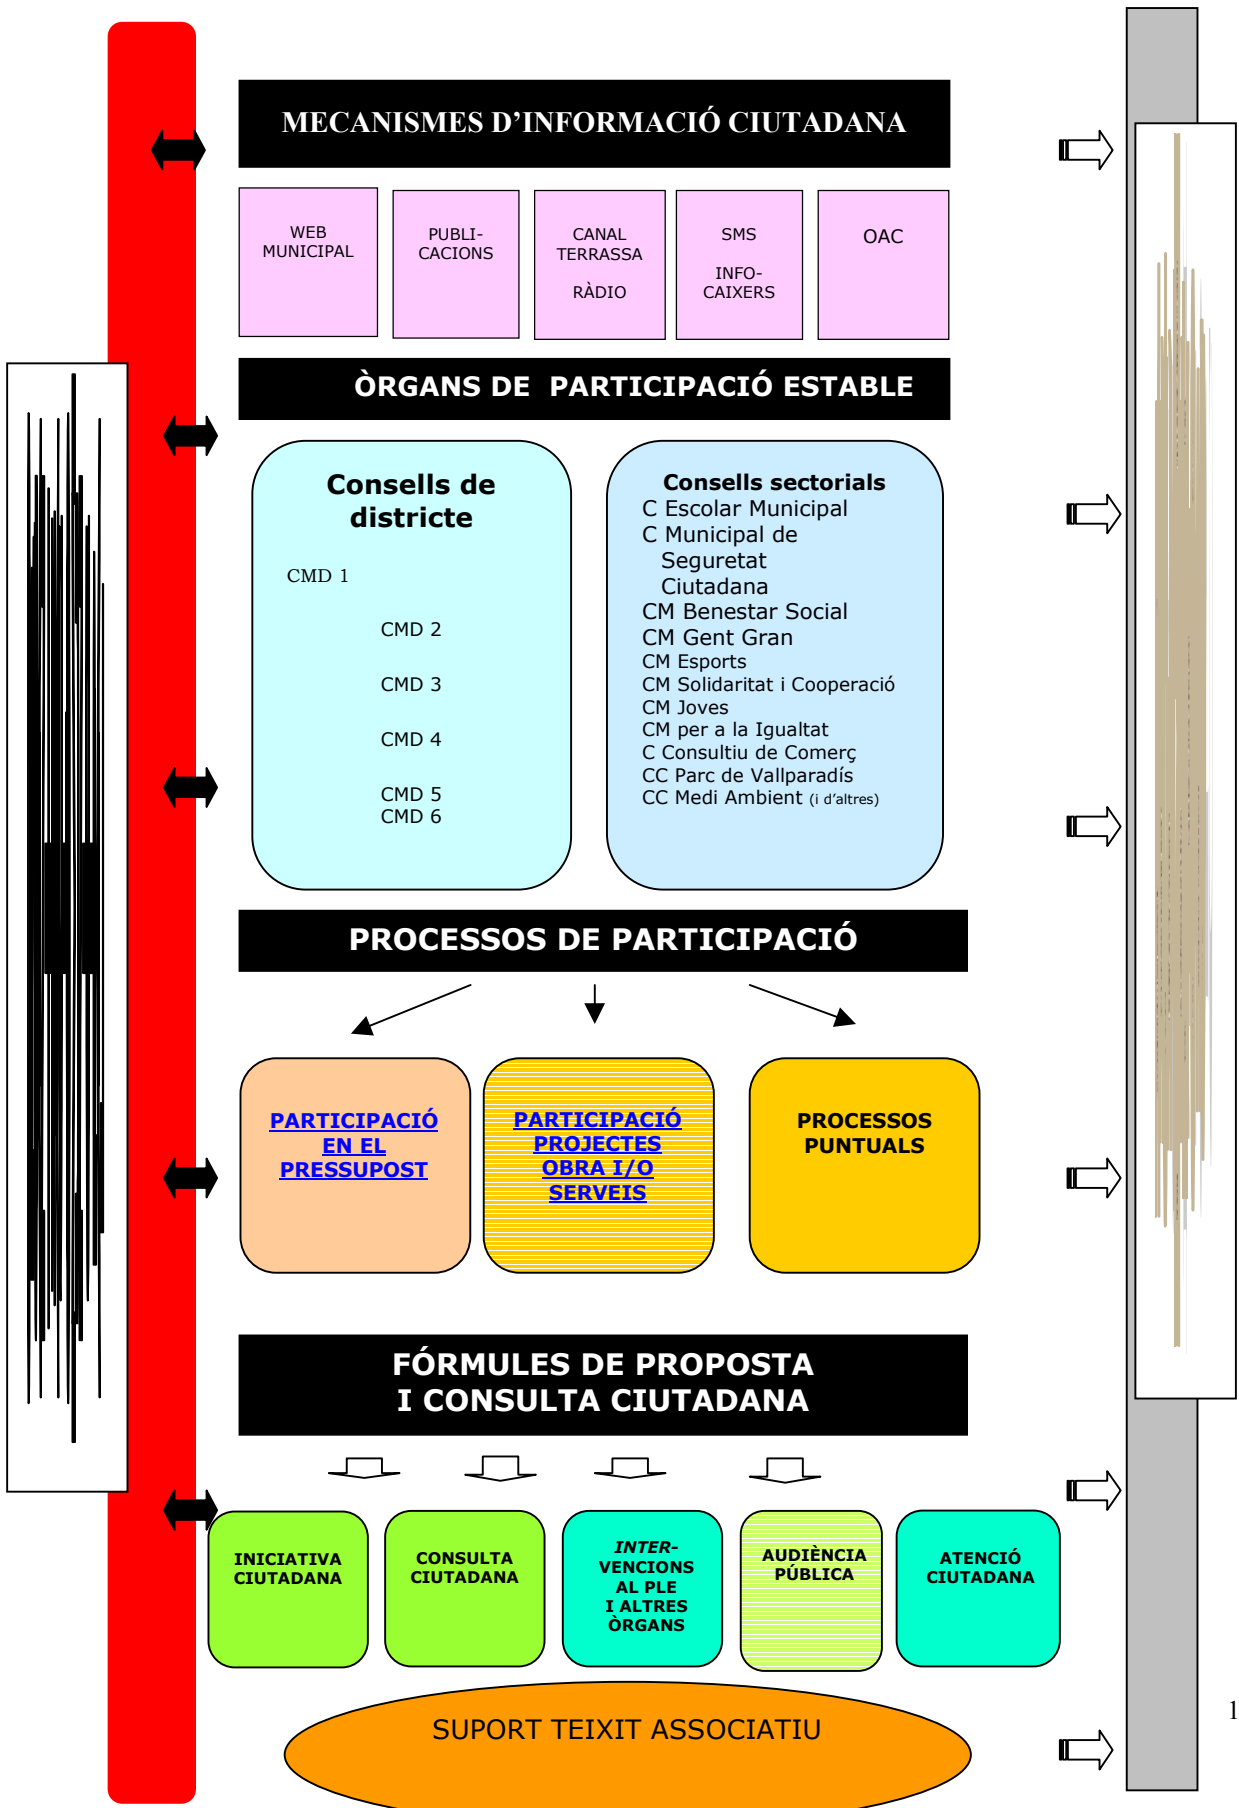 MECANISMES D'INFORMACIÓ CIUTADANA
WEB
MUNICIPAL
PUBLI-
CACIONS
CANAL
TERRASSA
RÀDIO
SMS
INFO-
CAIXERS
OAC
ÒRGANS DE PARTICIPACIÓ ESTABLE
Consells de
districte
CMD 1
CMD 2
CMD 3
CMD 4
CMD 5
CMD 6
Consells sectorials
C Escolar Municipal
C Municipal de
Seguretat
Ciutadana
CM Benestar Social
CM Gent Gran
CM Esports
CM Solidaritat i Cooperació
CM Joves
CM per a la Igualtat
C Consultiu de Comerç
CC Parc de Vallparadís
CC Medi Ambient (i d'altres)
PROCESSOS DE PARTICIPACIÓ
PARTICIPACIÓ
EN EL
PRESSUPOST
PARTICIPACIÓ
PROJECTES
OBRA I/O
SERVEIS
PROCESSOS
PUNTUALS
FÓRMULES DE PROPOSTA
I CONSULTA CIUTADANA
INICIATIVA
CIUTADANA
CONSULTA
CIUTADANA
INTER-
VENCIONS
AL PLE
I ALTRES
ÒRGANS
AUDIÈNCIA
PÚBLICA
ATENCIÓ
CIUTADANA
SUPORT TEIXIT ASSOCIATIU
1